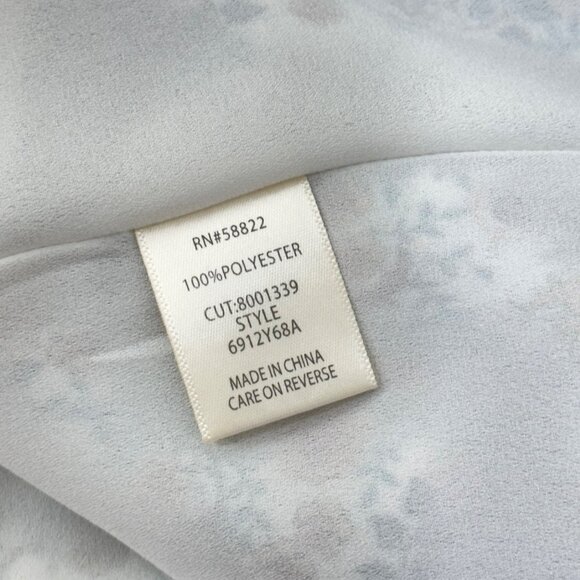 RN#58822
100%POLYESTER
CUT:8001339
STYLE
6912Y68A
MADE IN CHINA
CARE ON REVERSE